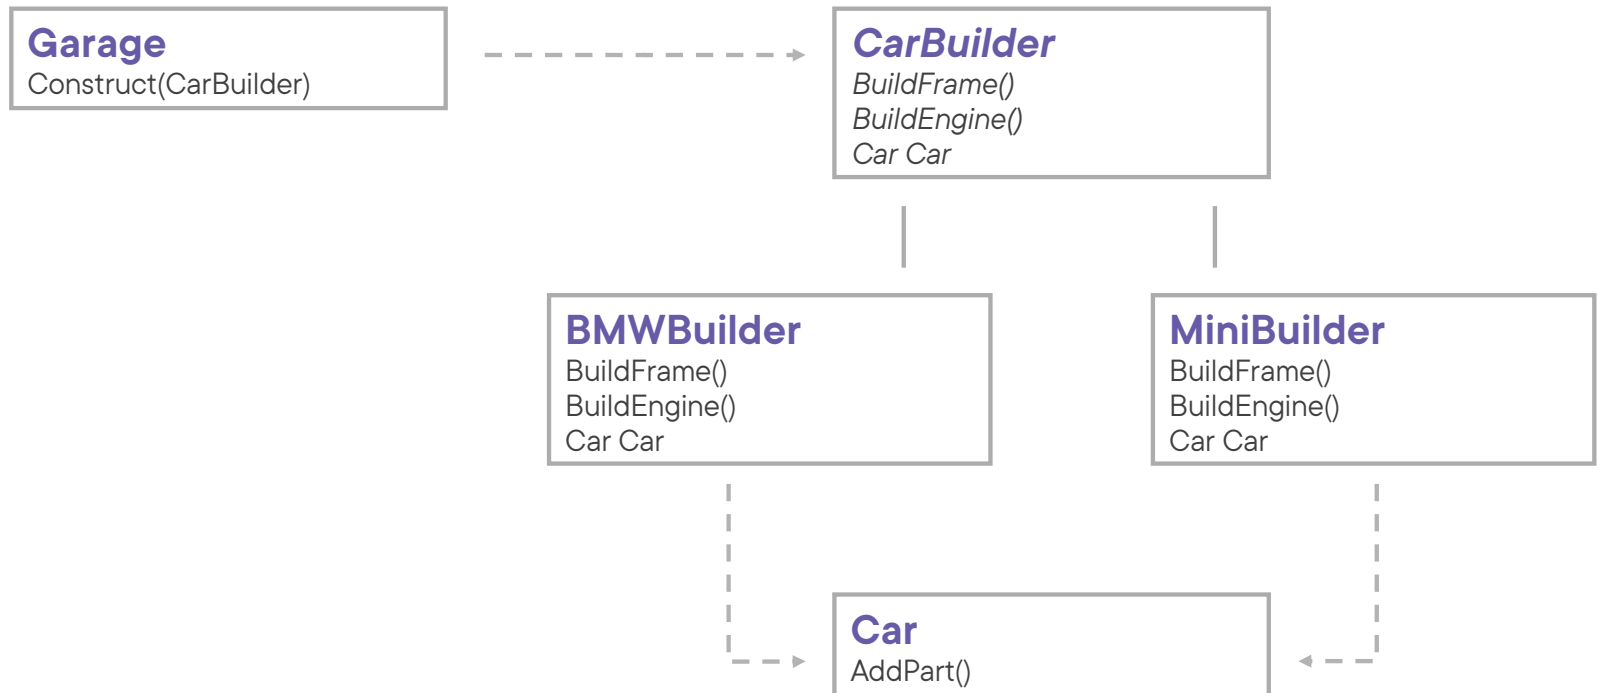 Garage
Construct(CarBuilder)
CarBuilder
BuildFrame()
BuildEngine()
Car Car
BMWBuilder
BuildFrame()
BuildEngine()
Car Car
MiniBuilder
BuildFrame()
BuildEngine()
Car Car
Car
AddPart()